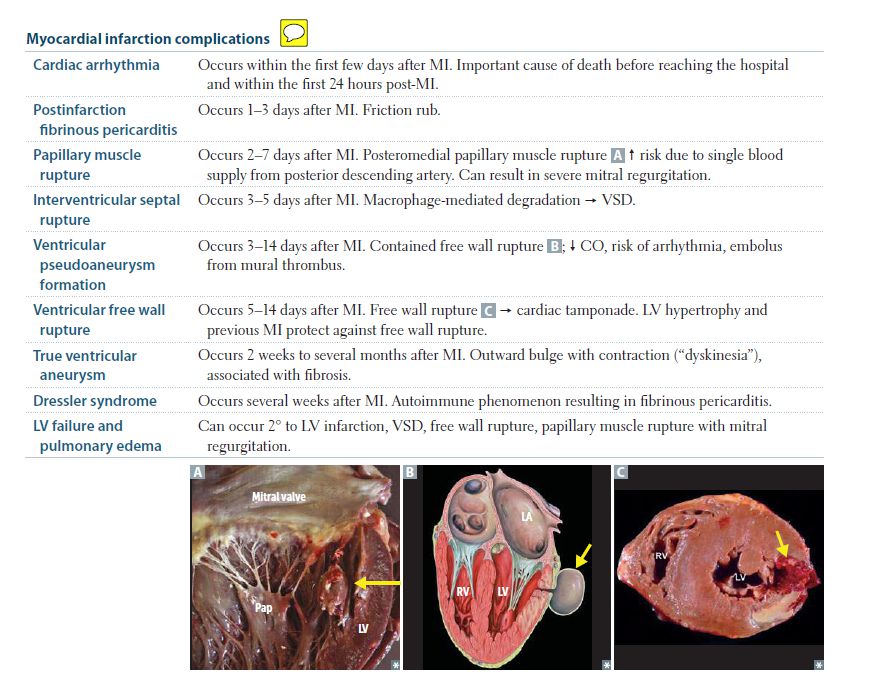 Myocardial infarction complications
Cardiac arrhythmia
Occurs within the first few days after MI. Important cause of death before reaching the hospital
and within the first 24 hours post-MI.
Postinfarction
fibrinous pericarditis
Occurs 1–3 days after MI. Friction rub.
Papillary muscle
rupture
Occurs 2–7 days after MI. Posteromedial papillary muscle rupture A ↑ risk due to single blood
supply from posterior descending artery. Can result in severe mitral regurgitation.
Interventricular septal
rupture
Occurs 3–5 days after MI. Macrophage-mediated degradation → VSD.
Ventricular
pseudoaneurysm
formation
Occurs 3–14 days after MI. Contained free wall rupture B; ↓ CO, risk of arrhythmia, embolus
from mural thrombus.
Ventricular free wall
rupture
Occurs 5–14 days after MI. Free wall rupture C → cardiac tamponade. LV hypertrophy and
previous MI protect against free wall rupture.
True ventricular
aneurysm
Occurs 2 weeks to several months after MI. Outward bulge with contraction (“dyskinesia”),
associated with fibrosis.
Dressler syndrome
Occurs several weeks after MI. Autoimmune phenomenon resulting in fibrinous pericarditis.
LV failure and
pulmonary edema
Can occur 2° to LV infarction, VSD, free wall rupture, papillary muscle rupture with mitral
regurgitation.
A
Mitral valve
Pap
LV
*
B
LA
RV
LV
*
C
RV
LV
*